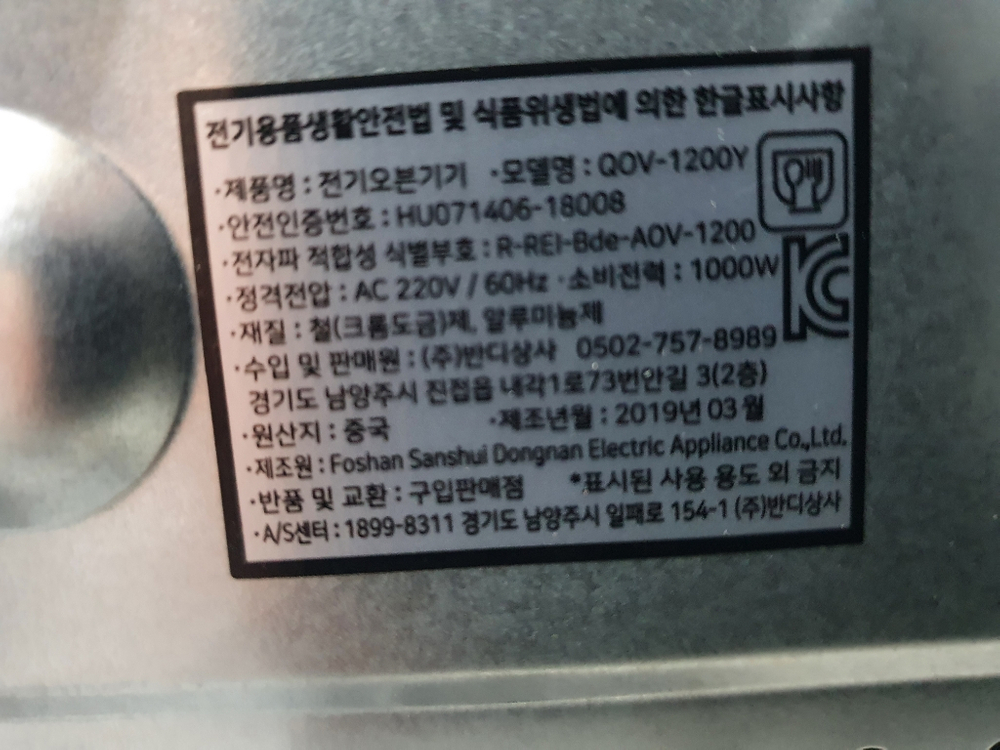 전기용품생활안전법 및 식품위생법에 의한 한글표시사항
·제품명 : 전기오븐기기 ·모델명 : QOV-1200Y
·안전인증번호 : HU071406-18008
·전자파 적합성 식별부호 : R-REI-Bde-AOV-1200
·정격전압 : AC 220V / 60Hz ·소비전력 : 1000W
·재질 : 철(크롬도금)제, 알루미늄제
·수입 및 판매원 : (주)반디상사 0502-757-8989
경기도 남양주시 진접읍 내각1로73번안길 3(2층)
·원산지 : 중국 ·제조년월 : 2019년 03월
·제조원 : Foshan Sanshui Dongnan Electric Appliance Co.,Ltd.
·반품 및 교환 : 구입판매점 *표시된 사용 용도 외 금지
·A/S센터 : 1899-8311 경기도 남양주시 일패로 154-1 (주)반디상사